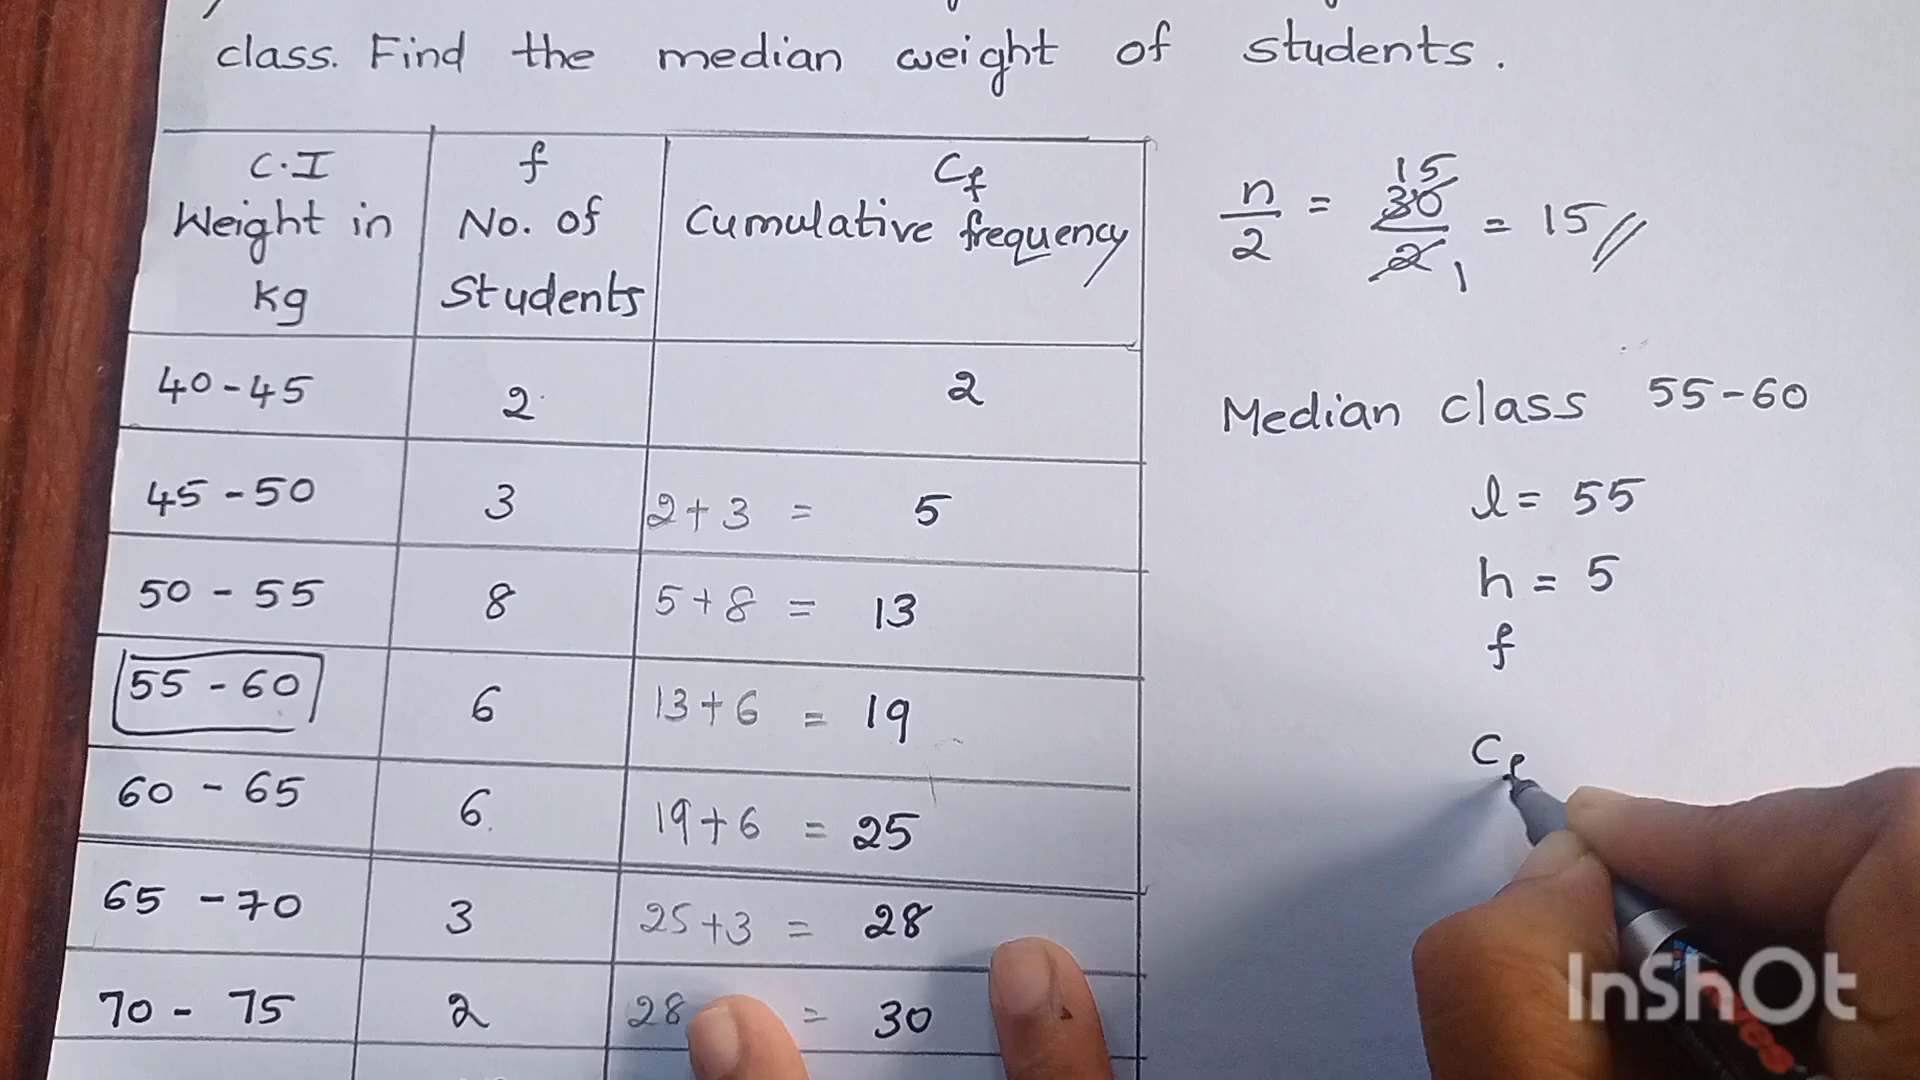 class. Find the median weight of students.
C.I f Cf
Weight in No. of Cumulative frequency
kg Students
40-45 2 2
45-50 3 2+3 = 5
50-55 8 5+8 = 13
55-60 6 13+6 = 19
60-65 6 19+6 = 25
65-70 3 25+3 = 28
70-75 2 28 = 30
n/2 = 30/2 = 15
15
1
Median class 55-60
l = 55
h = 5
f
Cf
InShOt